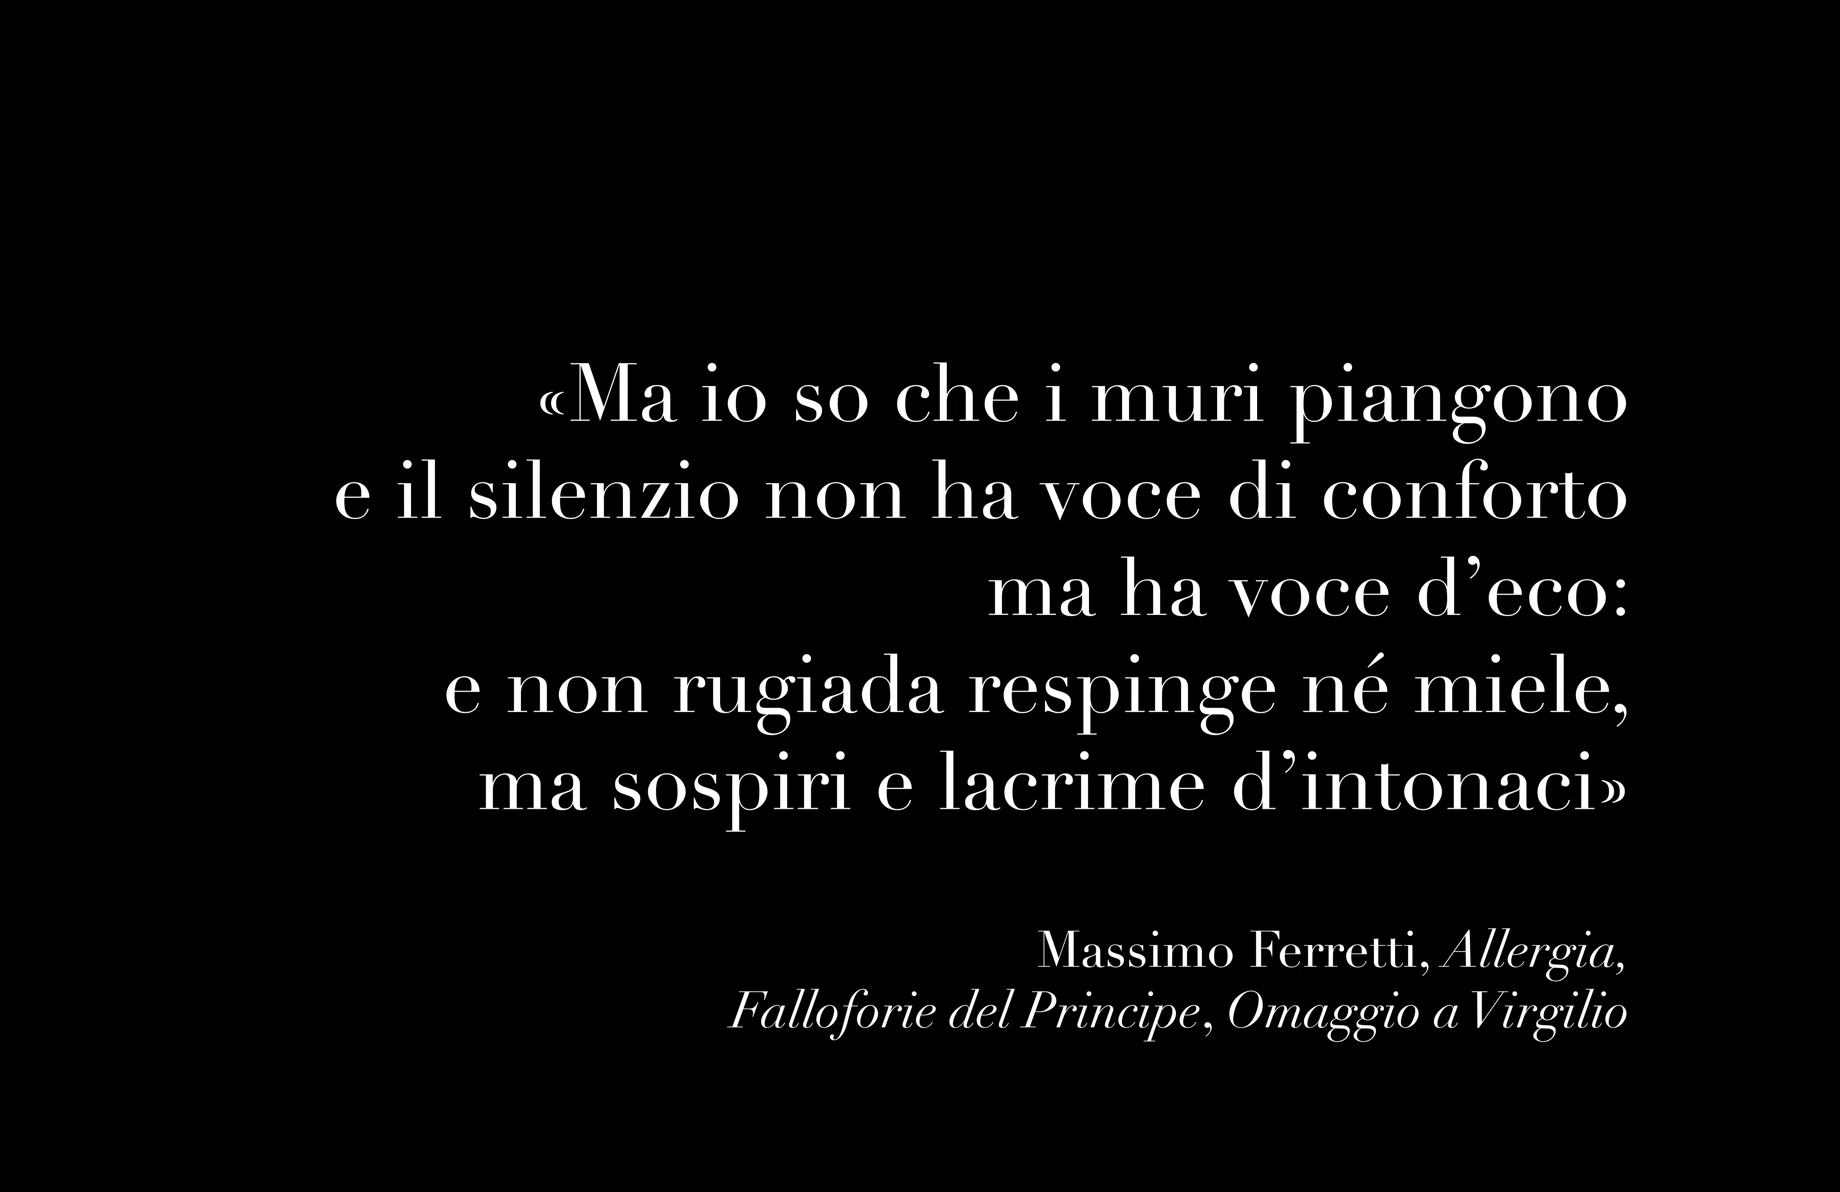 «Ma io so che i muri piangono
e il silenzio non ha voce di conforto
ma ha voce d’eco:
e non rugiada respinge né miele,
ma sospiri e lacrime d’intonaci»
Massimo Ferretti, Allergia,
Falloforie del Principe, Omaggio a Virgilio